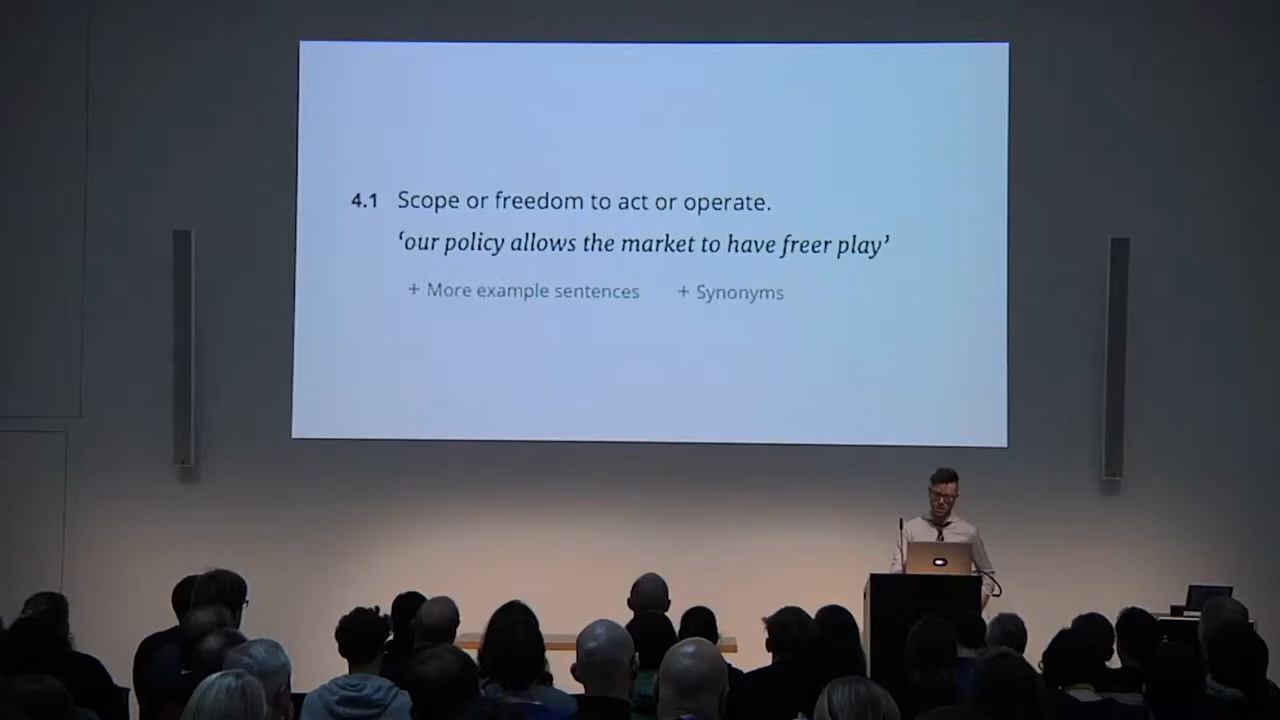 4.1 Scope or freedom to act or operate.
‘our policy allows the market to have freer play’
+ More example sentences + Synonyms